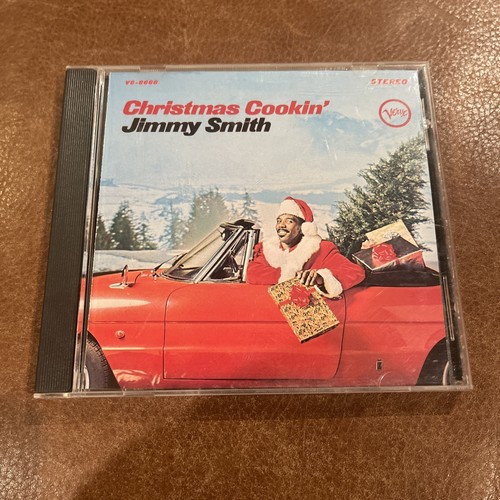 V6-8666
STEREO
Christmas Cookin'
Jimmy Smith
Verve